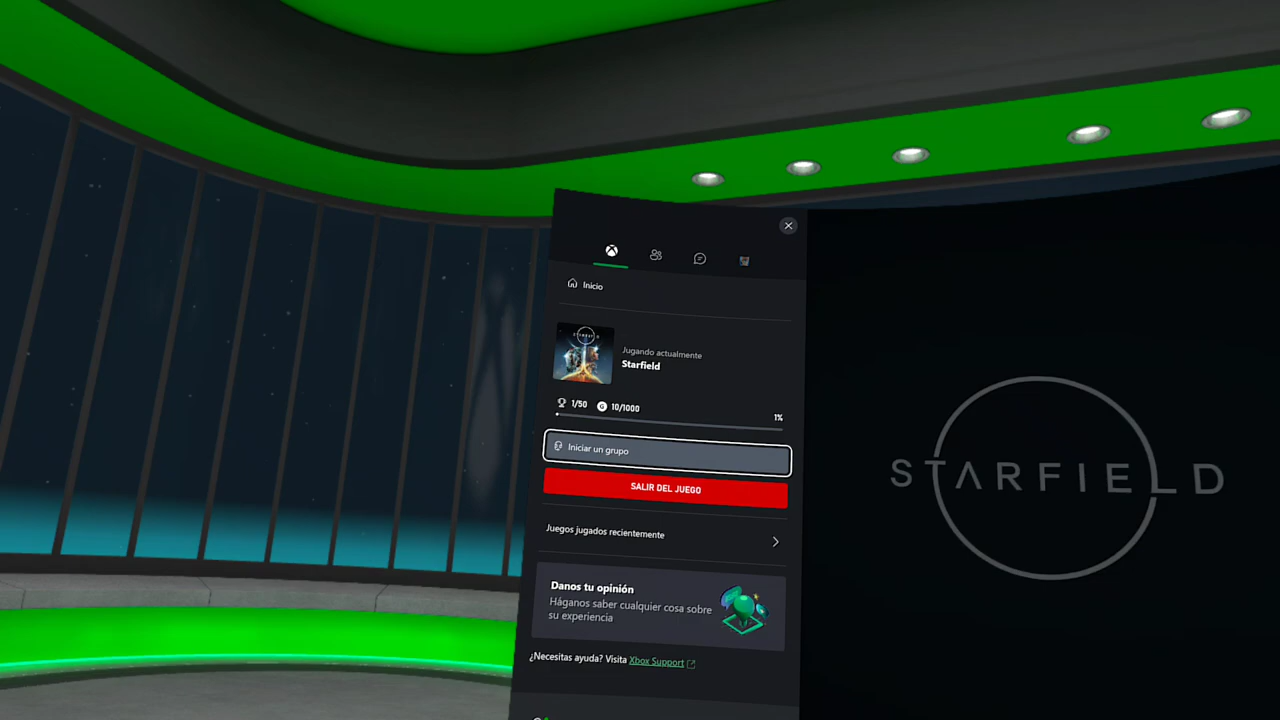 Inicio
STARFIELD
Jugando actualmente
Starfield
1/50 G 10/1000
1%
Iniciar un grupo
SALIR DEL JUEGO
Juegos jugados recientemente
Danos tu opinión
Háganos saber cualquier cosa sobre
su experiencia
¿Necesitas ayuda? Visita Xbox Support
STARFIELD